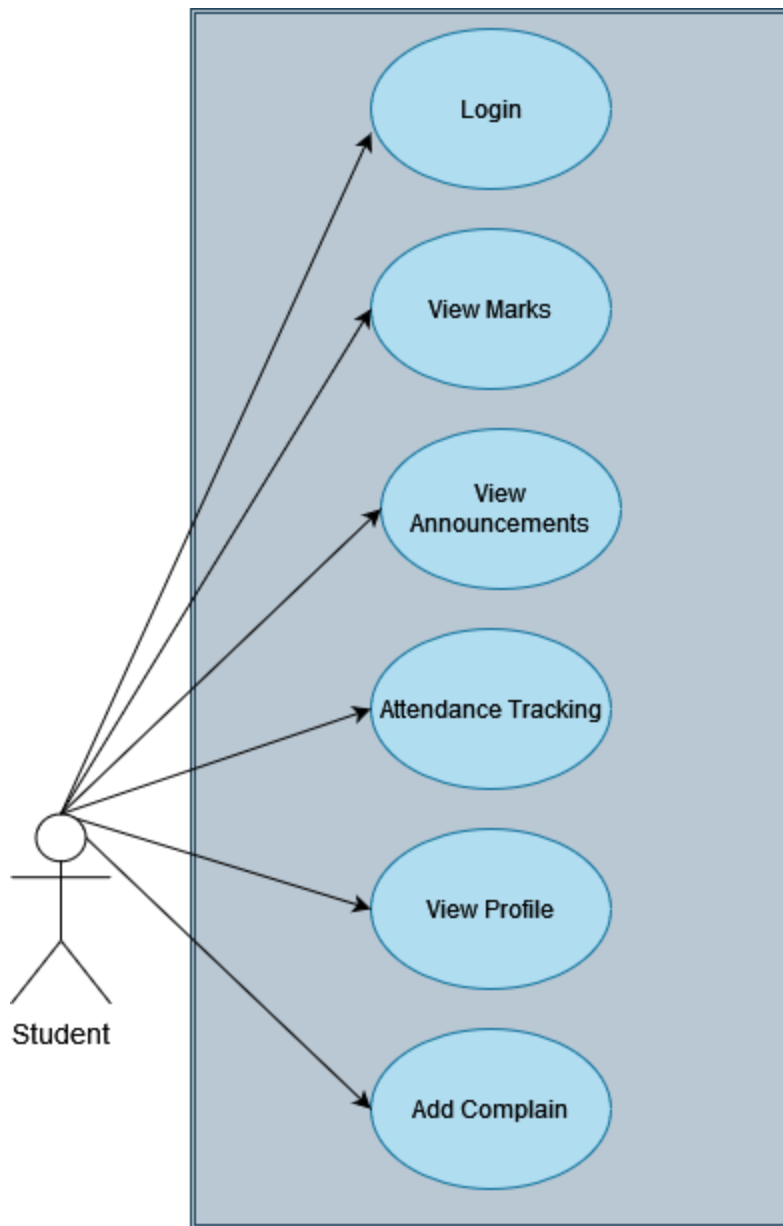 Login
View Marks
View
Announcements
Attendance Tracking
View Profile
Add Complain
Student